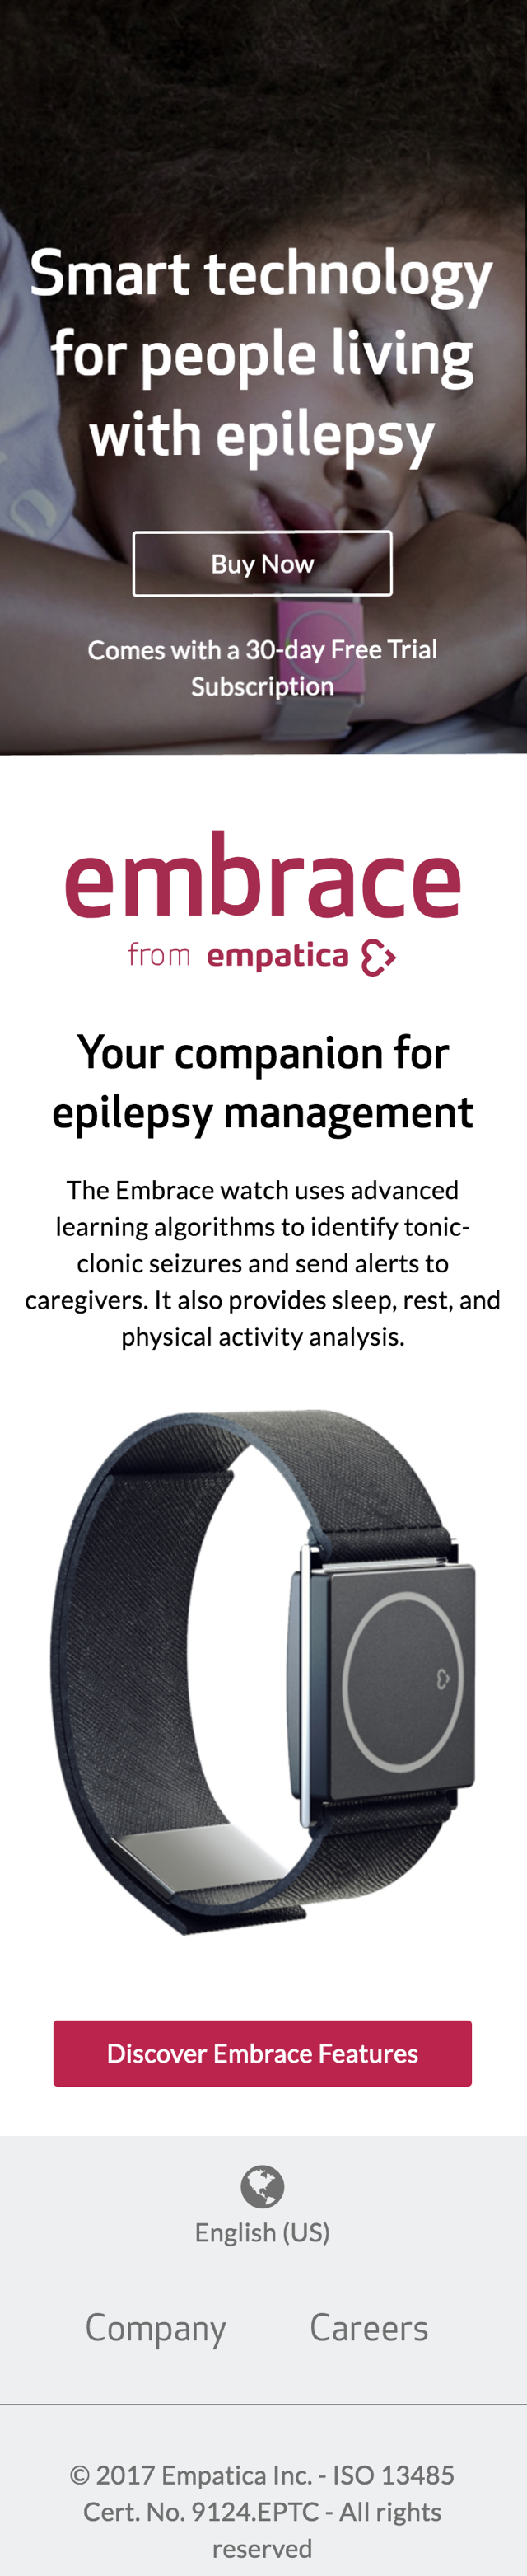 Smart technology
for people living
with epilepsy
Buy Now
Comes with a 30-day Free Trial
Subscription
embrace
from empatica
Your companion for
epilepsy management
The Embrace watch uses advanced
learning algorithms to identify tonic-
clonic seizures and send alerts to
caregivers. It also provides sleep, rest, and
physical activity analysis.
Discover Embrace Features
English (US)
Company Careers
© 2017 Empatica Inc. - ISO 13485
Cert. No. 9124.EPTC - All rights
reserved